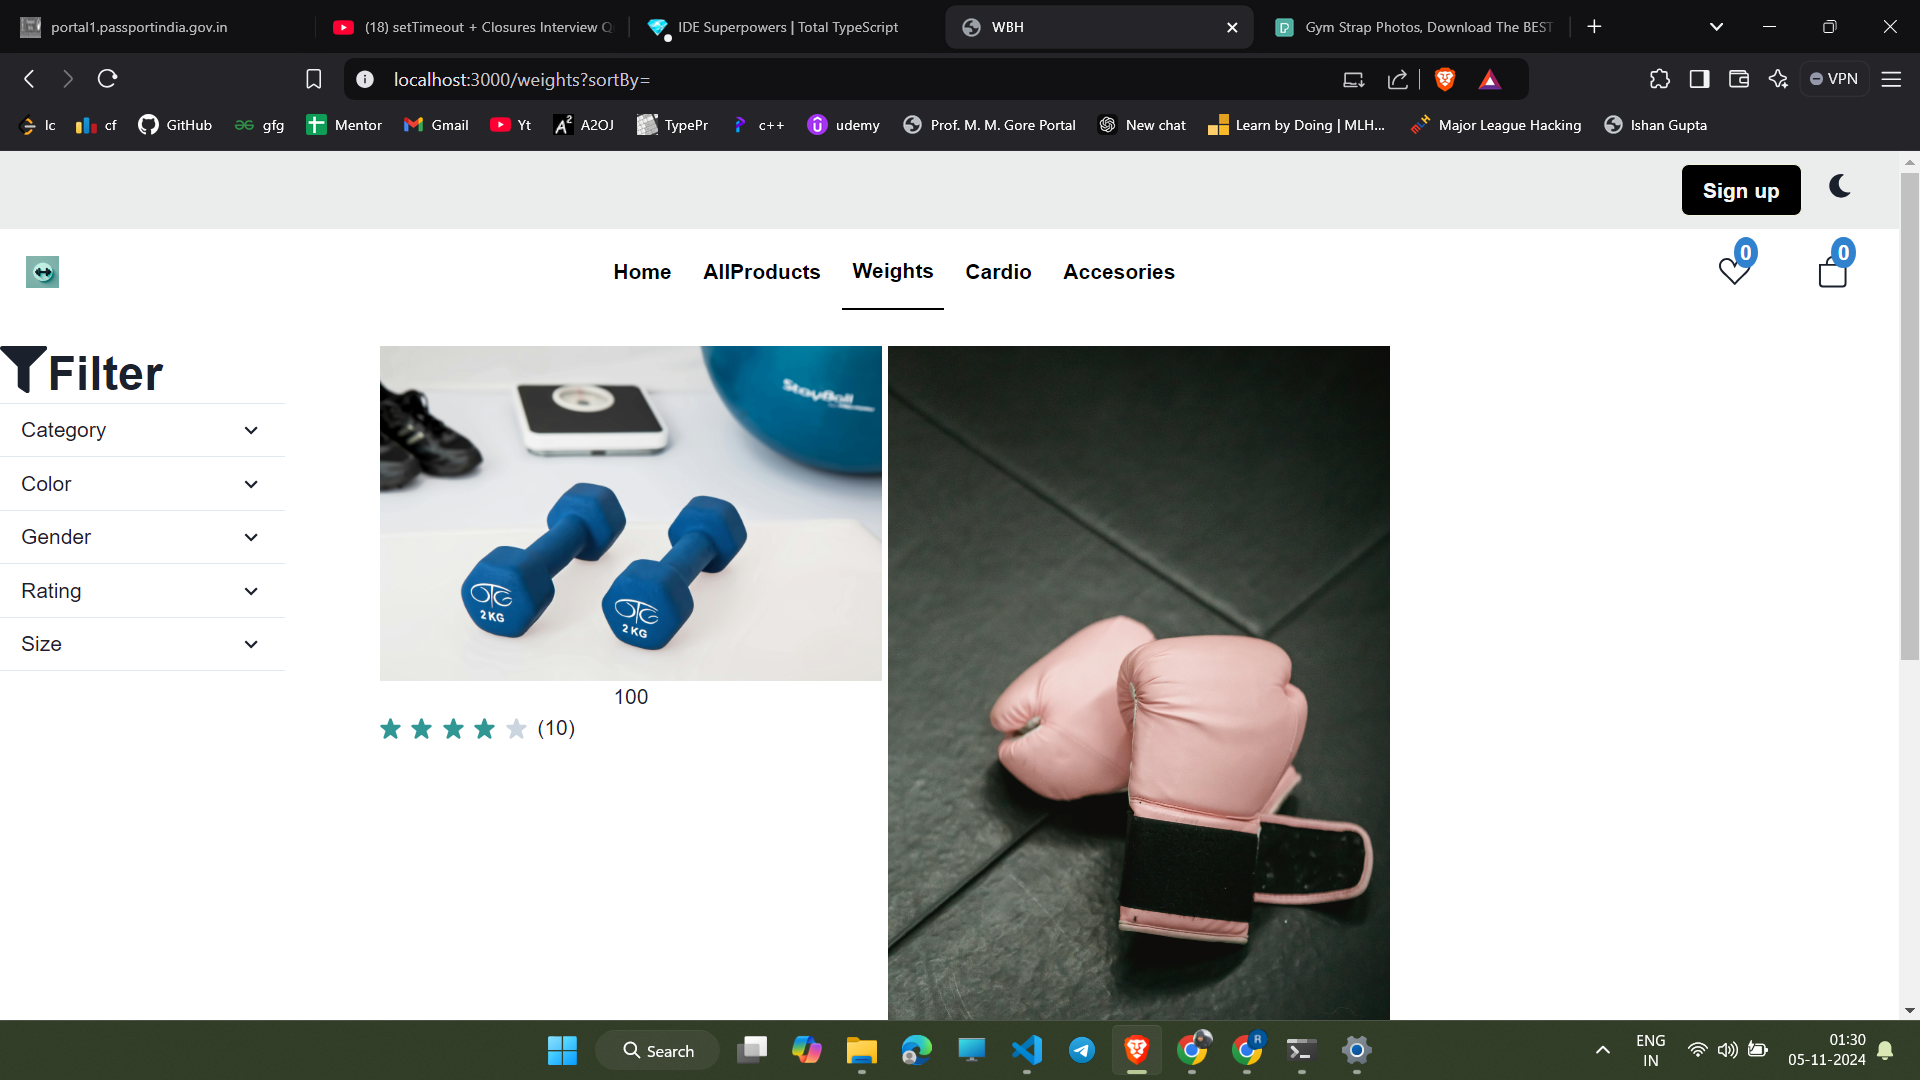 portal1.passportindia.gov.in
(18) setTimeout + Closures Interview Q
IDE Superpowers | Total TypeScript
WBH
Gym Strap Photos, Download The BEST
localhost:3000/weights?sortBy=
VPN
lc
cf
GitHub
gfg
Mentor
Gmail
Yt
A2OJ
TypePr
c++
udemy
Prof. M. M. Gore Portal
New chat
Learn by Doing | MLH...
Major League Hacking
Ishan Gupta
Sign up
Home
AllProducts
Weights
Cardio
Accesories
0
0
Filter
Category
Color
Gender
Rating
Size
StayBall
OTG
2 KG
OTG
2 KG
100
(10)
Search
ENG
IN
01:30
05-11-2024